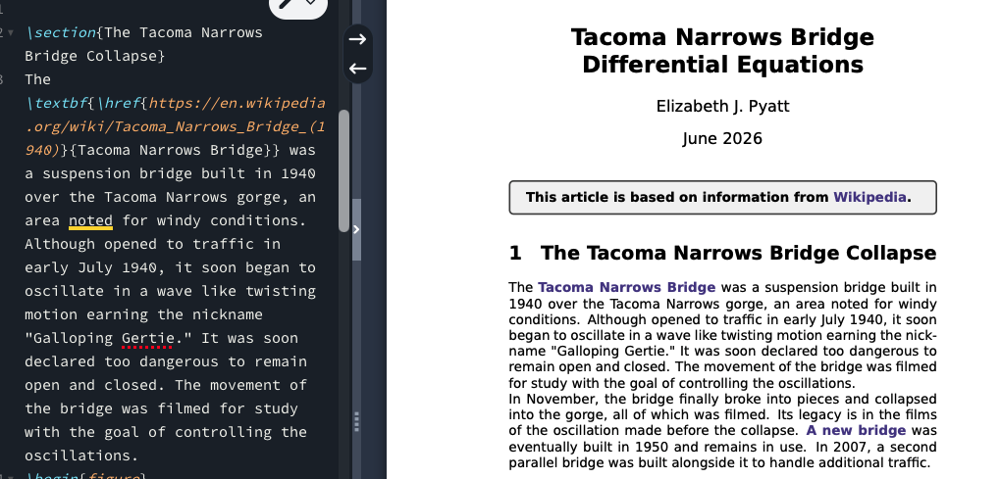 1
2 \section{The Tacoma Narrows
Bridge Collapse}
3 The
\textbf{\href{https://en.wikipedia
.org/wiki/Tacoma_Narrows_Bridge_(1
940)}{Tacoma Narrows Bridge}} was
a suspension bridge built in 1940
over the Tacoma Narrows gorge, an
area noted for windy conditions.
Although opened to traffic in
early July 1940, it soon began to
oscillate in a wave like twisting
motion earning the nickname
"Galloping Gertie." It was soon
declared too dangerous to remain
open and closed. The movement of
the bridge was filmed for study
with the goal of controlling the
oscillations.
\begin{figure}
Tacoma Narrows Bridge
Differential Equations
Elizabeth J. Pyatt
June 2026
This article is based on information from Wikipedia.
1 The Tacoma Narrows Bridge Collapse
The Tacoma Narrows Bridge was a suspension bridge built in
1940 over the Tacoma Narrows gorge, an area noted for windy
conditions. Although opened to traffic in early July 1940, it soon
began to oscillate in a wave like twisting motion earning the nick-
name "Galloping Gertie." It was soon declared too dangerous to
remain open and closed. The movement of the bridge was filmed
for study with the goal of controlling the oscillations.
In November, the bridge finally broke into pieces and collapsed
into the gorge, all of which was filmed. Its legacy is in the films
of the oscillation made before the collapse. A new bridge was
eventually built in 1950 and remains in use. In 2007, a second
parallel bridge was built alongside it to handle additional traffic.